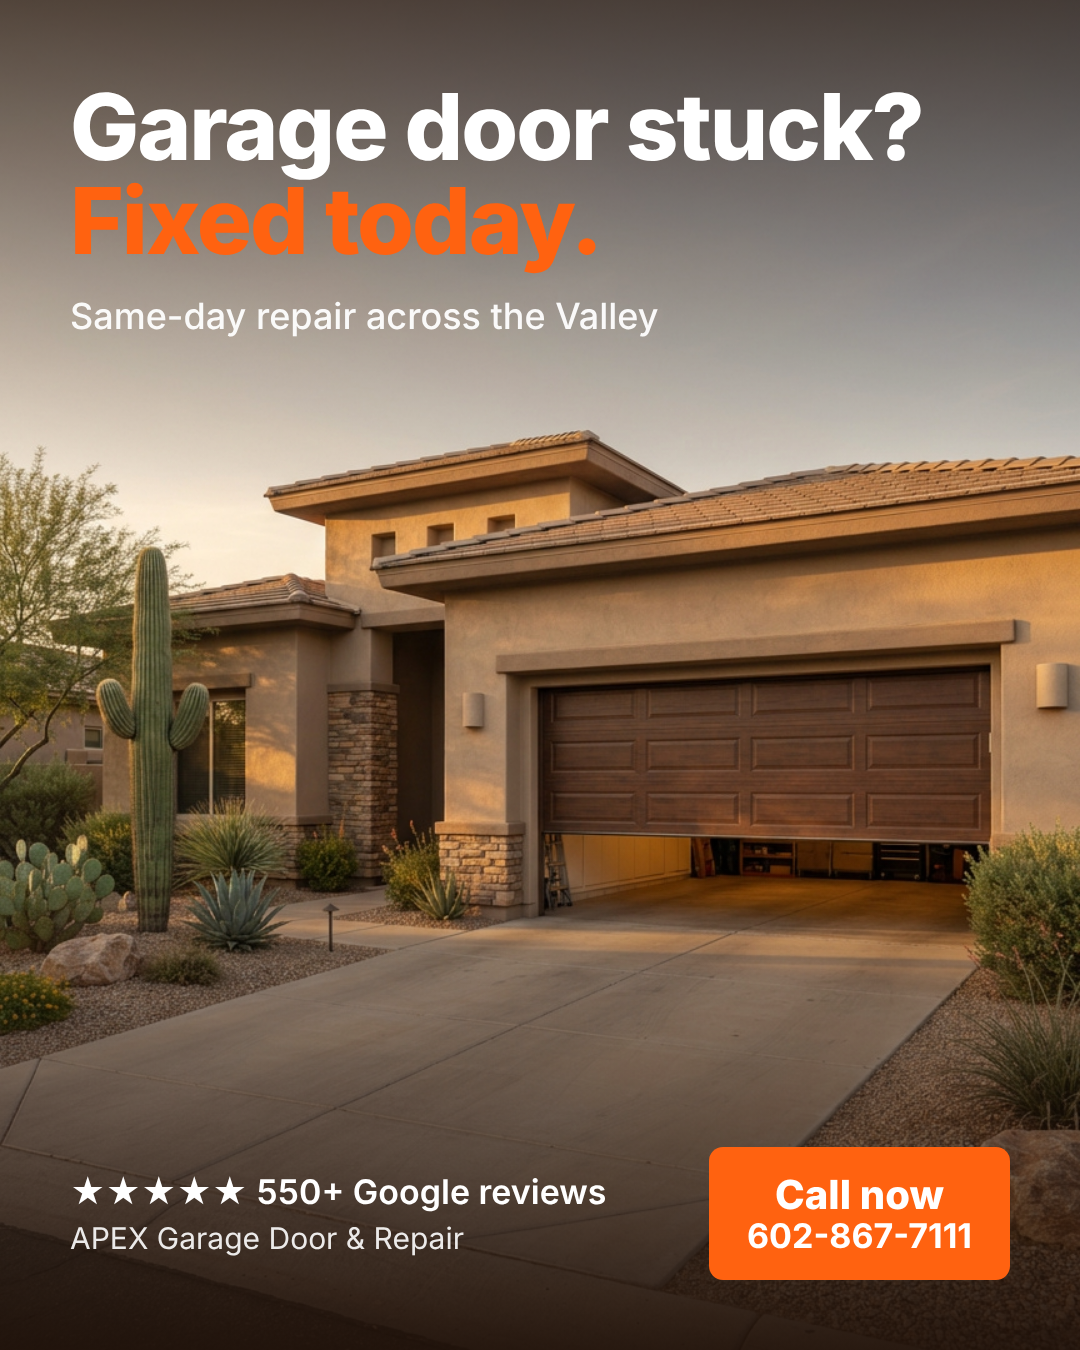 Garage door stuck?
Fixed today.
Same-day repair across the Valley
★★★★★ 550+ Google reviews
APEX Garage Door & Repair
Call now
602-867-7111